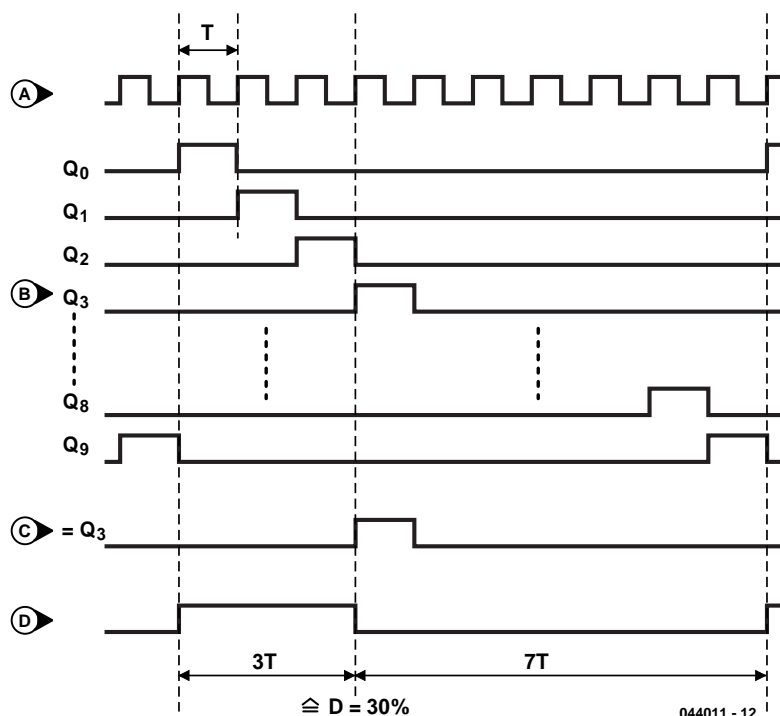 T
A
Q0
Q1
Q2
B Q3
Q8
Q9
C = Q3
D
3T 7T
≙ D = 30%
044011 - 12